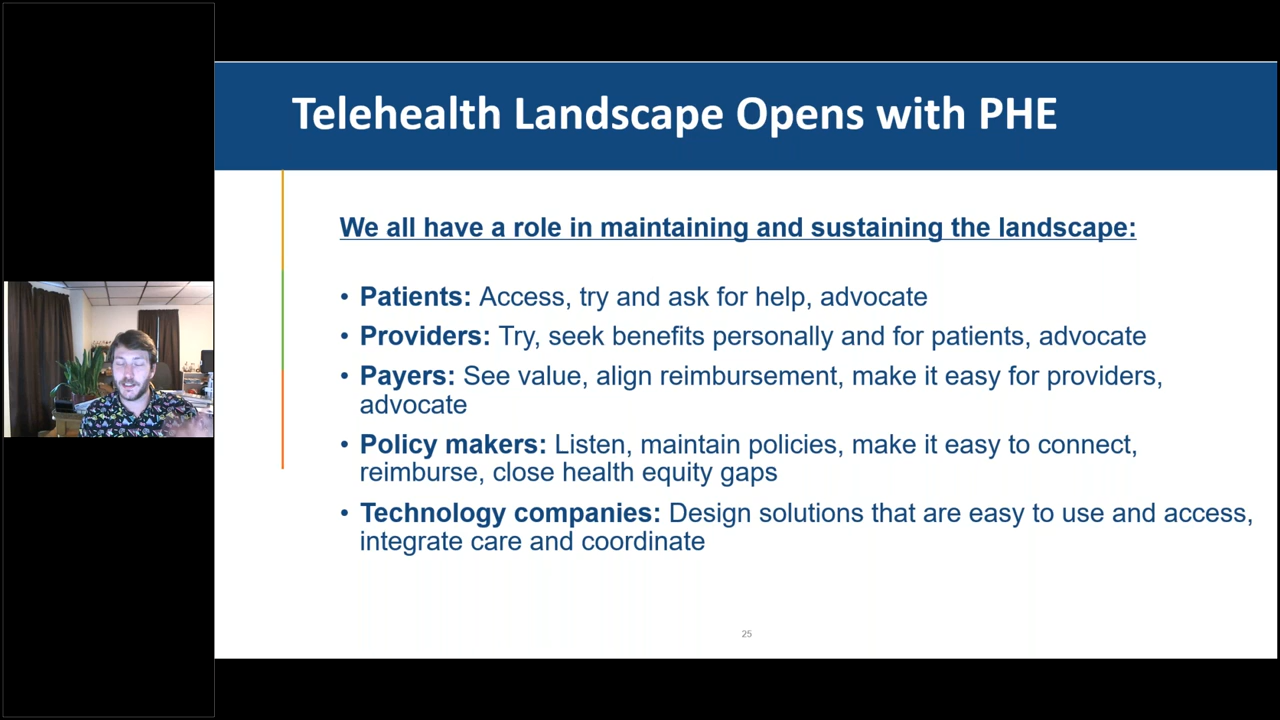 Telehealth Landscape Opens with PHE
We all have a role in maintaining and sustaining the landscape:
• Patients: Access, try and ask for help, advocate
• Providers: Try, seek benefits personally and for patients, advocate
• Payers: See value, align reimbursement, make it easy for providers,
advocate
• Policy makers: Listen, maintain policies, make it easy to connect,
reimburse, close health equity gaps
• Technology companies: Design solutions that are easy to use and access,
integrate care and coordinate
25